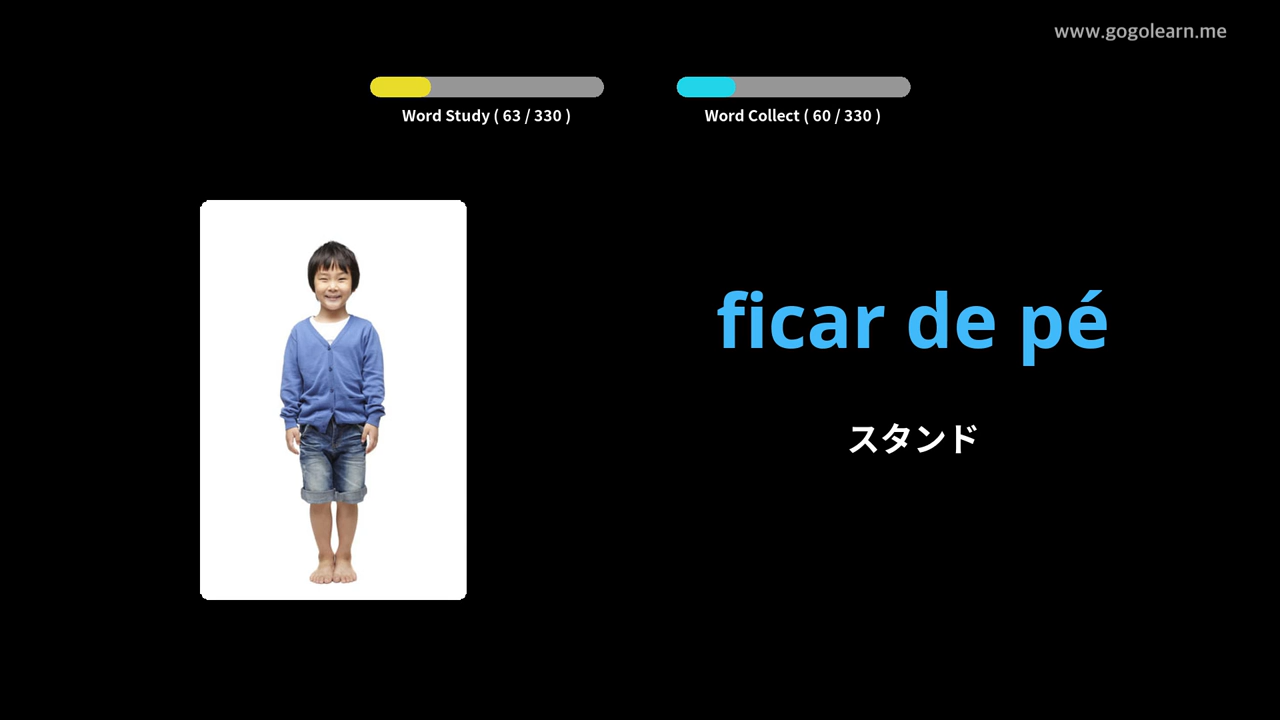 www.gogolearn.me
Word Study ( 63 / 330 )
Word Collect ( 60 / 330 )
ficar de pé
スタンド